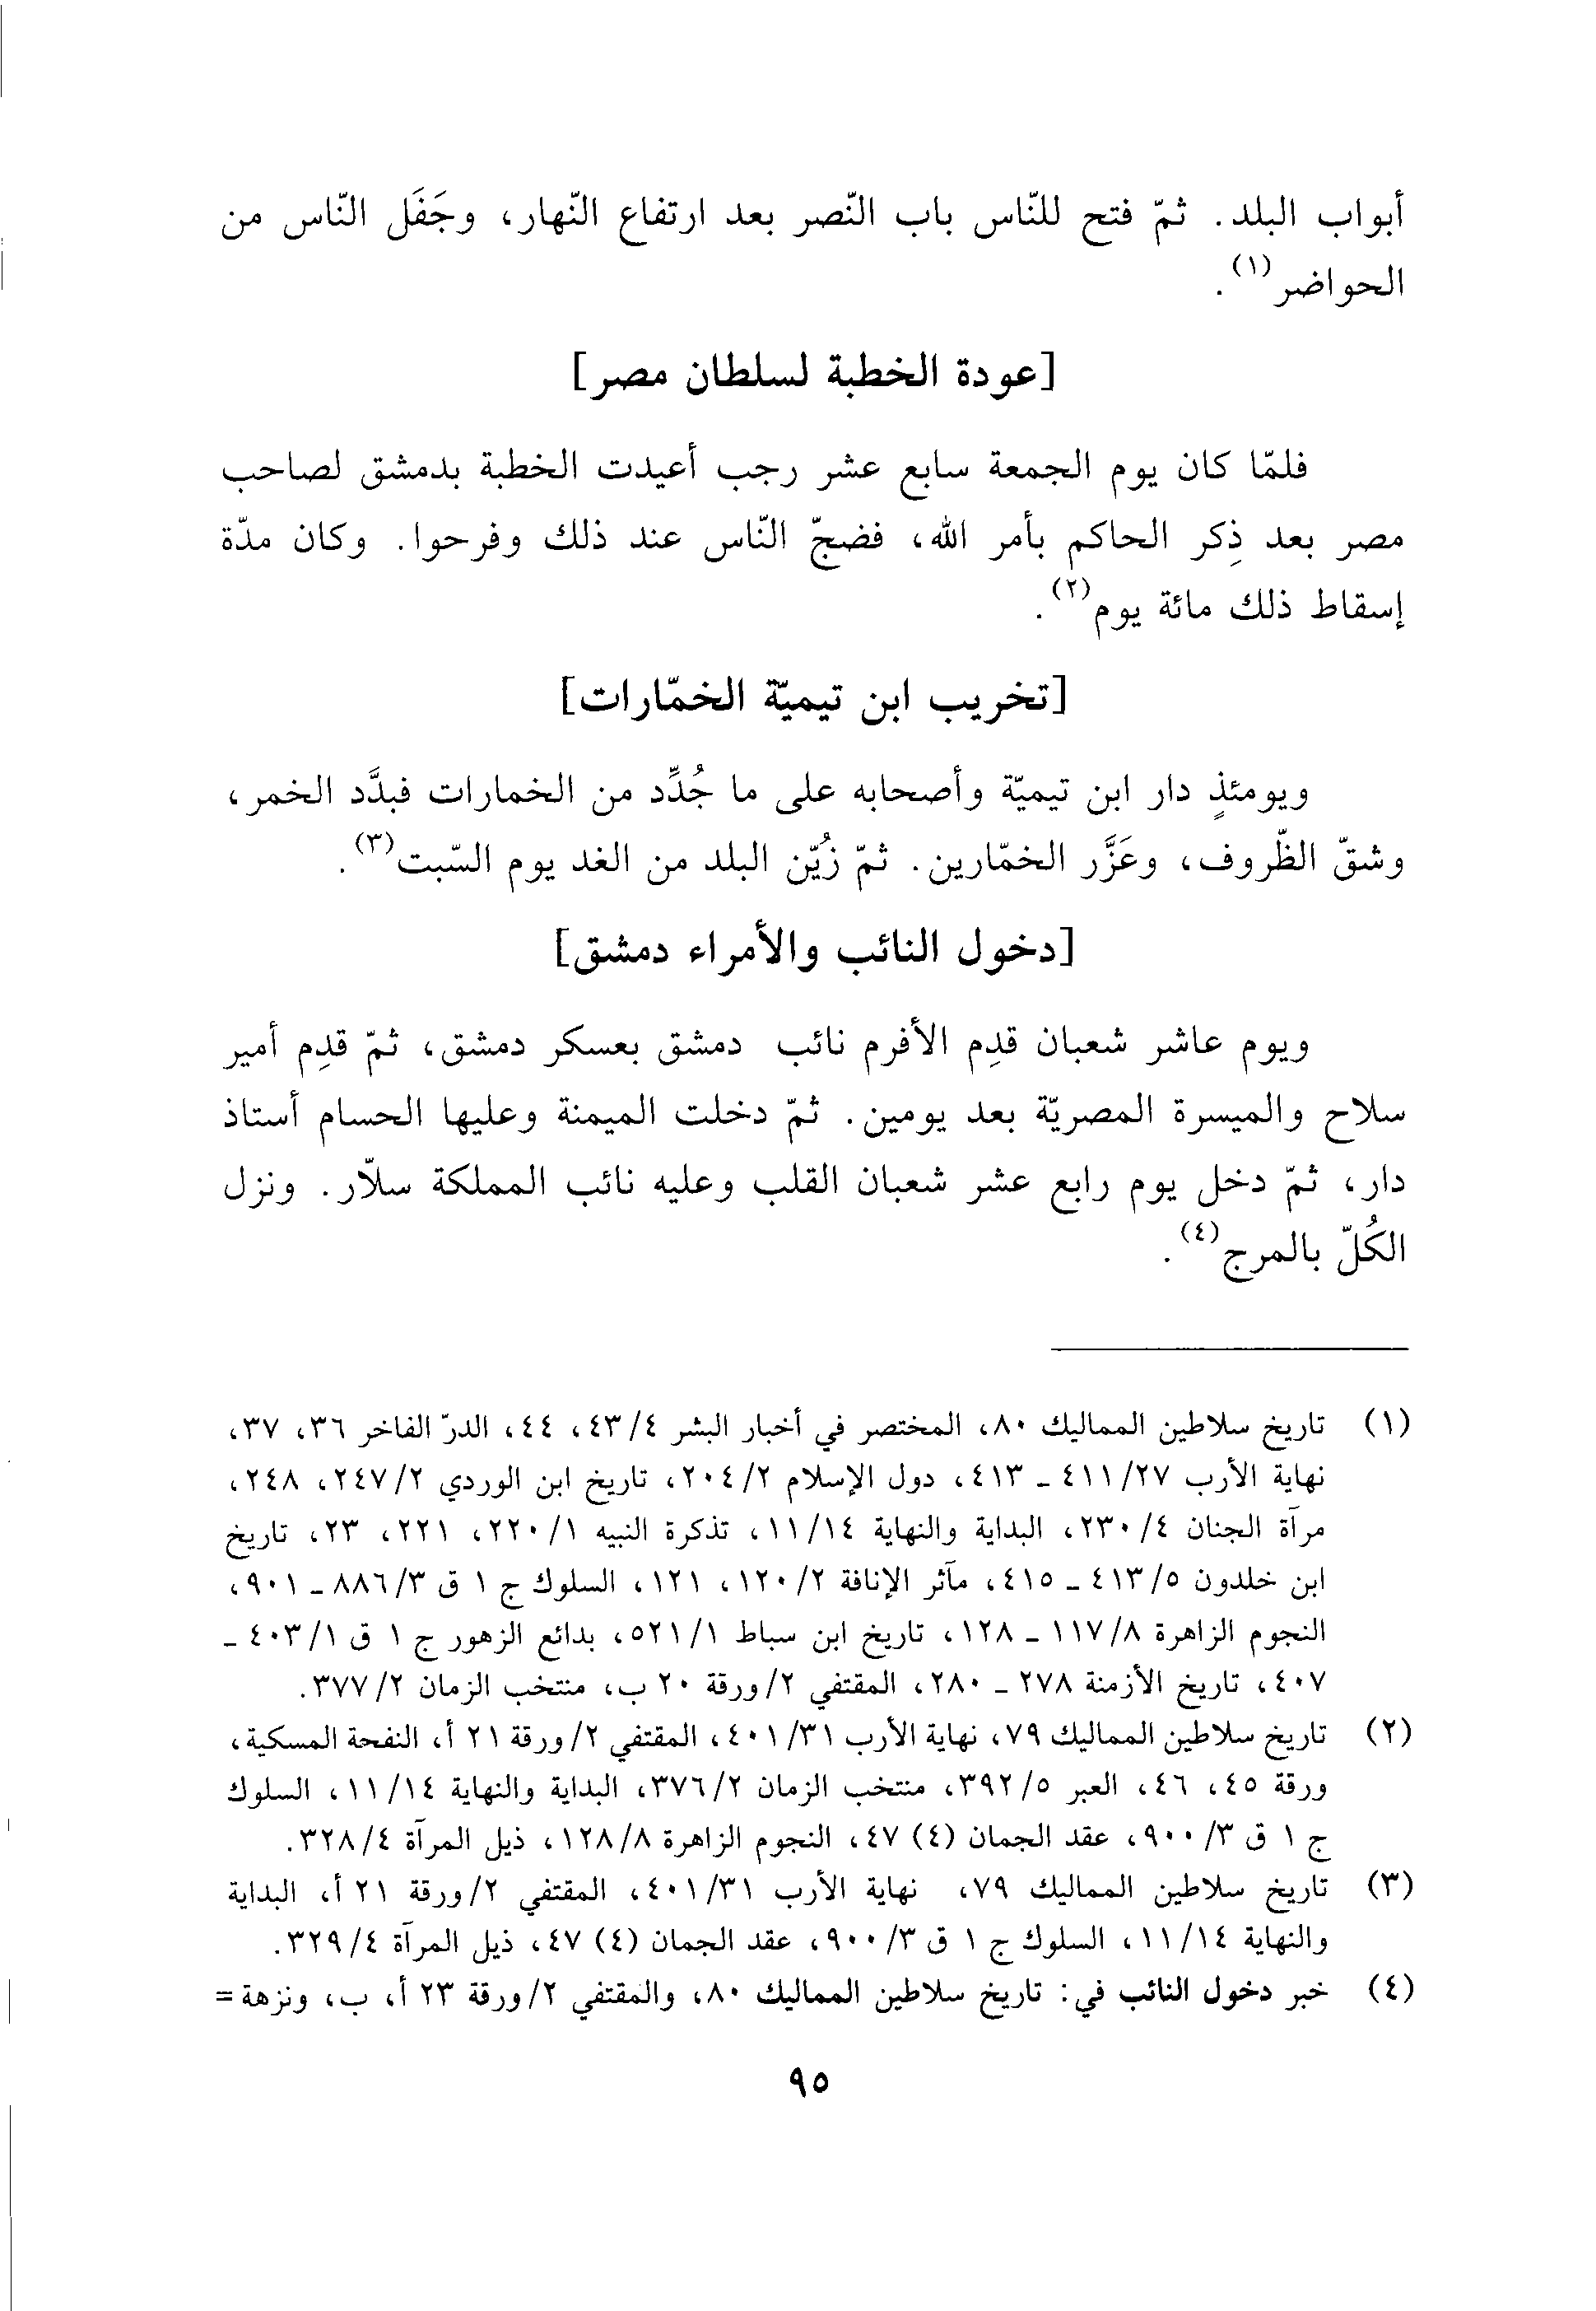 أبواب البلد. ثمّ فتح للنّاس باب النّصر بعد ارتفاع النّهار، وجَفَل النّاس من
الحواضر(١).
[عودة الخطبة لسلطان مصر]
فلمّا كان يوم الجمعة سابع عشر رجب أعيدت الخطبة بدمشق لصاحب
مصر بعد ذِكر الحاكم بأمر الله، فضجّ النّاس عند ذلك وفرحوا. وكان مدّة
إسقاط ذلك مائة يوم(٢).
[تخريب ابن تيميّة الخمّارات]
ويومئذٍ دار ابن تيميّة وأصحابه على ما جُدِّد من الخمارات فبدَّد الخمر،
وشقّ الظّروف، وعَزَّر الخمّارين. ثمّ زُيّن البلد من الغد يوم السّبت(٣).
[دخول النائب والأمراء دمشق]
ويوم عاشر شعبان قدِم الأفرم نائب دمشق بعسكر دمشق، ثمّ قدِم أمير
سلاح والميسرة المصريّة بعد يومين. ثمّ دخلت الميمنة وعليها الحسام أستاذ
دار، ثمّ دخل يوم رابع عشر شعبان القلب وعليه نائب المملكة سلاّر. ونزل
الكُلّ بالمرج(٤).
(١) تاريخ سلاطين المماليك ٨٠، المختصر في أخبار البشر ٤٣/٤، ٤٤، الدرّ الفاخر ٣٦، ٣٧،
نهاية الأرب ٤١١/٢٧ ـ ٤١٣، دول الإسلام ٢٠٤/٢، تاريخ ابن الوردي ٢٤٧/٢، ٢٤٨،
مرآة الجنان ٢٣٠/٤، البداية والنهاية ١١/١٤، تذكرة النبيه ٢٢٠/١، ٢٢١، ٢٣، تاريخ
ابن خلدون ٤١٣/٥ ـ ٤١٥، مآثر الإنافة ١٢٠/٢، ١٢١، السلوك ج ١ ق ٨٨٦/٣ ـ ٩٠١،
النجوم الزاهرة ١١٧/٨ ـ ١٢٨، تاريخ ابن سباط ٥٢١/١، بدائع الزهور ج ١ ق ٤٠٣/١ ـ
٤٠٧، تاريخ الأزمنة ٢٧٨ ـ ٢٨٠، المقتفي ٢/ورقة ٢٠ ب، منتخب الزمان ٣٧٧/٢.
(٢) تاريخ سلاطين المماليك ٧٩، نهاية الأرب ٤٠١/٣١، المقتفي ٢/ورقة ٢١ أ، النفحة المسكية،
ورقة ٤٥، ٤٦، العبر ٣٩٢/٥، منتخب الزمان ٣٧٦/٢، البداية والنهاية ١١/١٤، السلوك
ج ١ ق ٩٠٠/٣، عقد الجمان (٤) ٤٧، النجوم الزاهرة ١٢٨/٨، ذيل المرآة ٣٢٨/٤.
(٣) تاريخ سلاطين المماليك ٧٩، نهاية الأرب ٤٠١/٣١، المقتفي ٢/ورقة ٢١ أ، البداية
والنهاية ١١/١٤، السلوك ج ١ ق ٩٠٠/٣، عقد الجمان (٤) ٤٧، ذيل المرآة ٣٢٩/٤.
(٤) خبر دخول النائب في: تاريخ سلاطين المماليك ٨٠، والمقتفي ٢/ورقة ٢٣ أ، ب، ونزهة =
٩٥